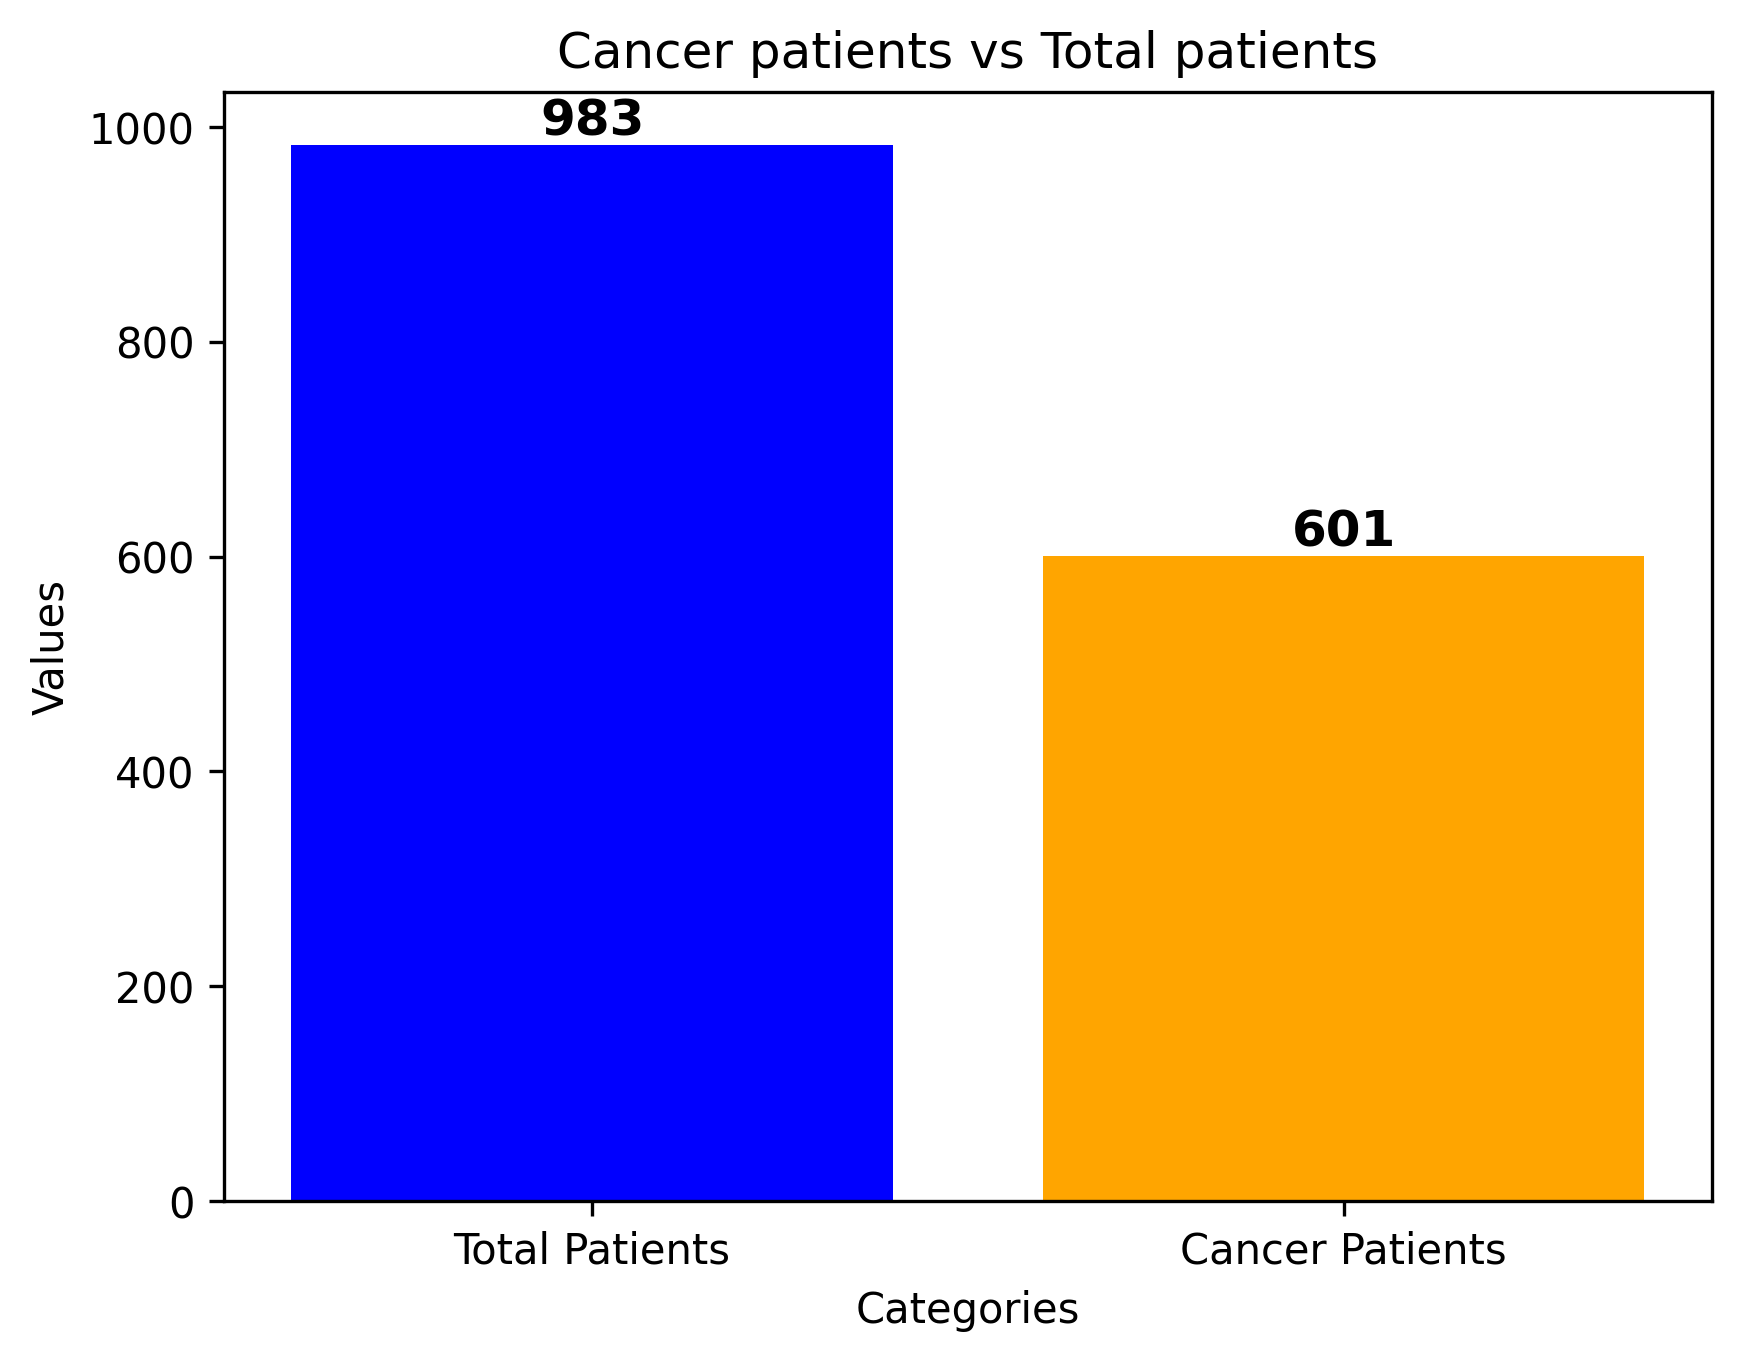 Cancer patients vs Total patients
983
601
1000
800
600
400
200
0
Values
Total Patients
Cancer Patients
Categories